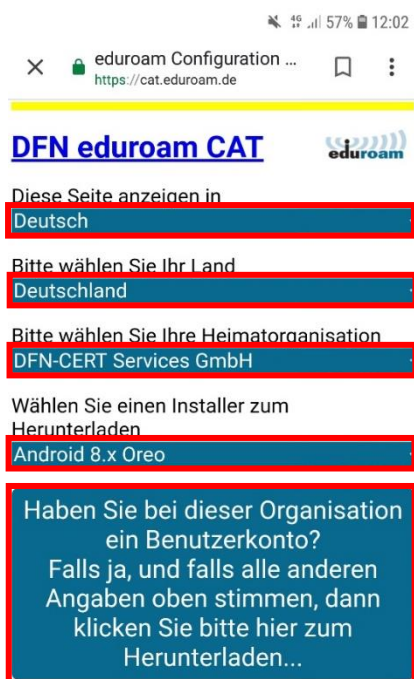 4G 57% 12:02
eduroam Configuration ...
https://cat.eduroam.de
DFN eduroam CAT
eduroam
Diese Seite anzeigen in
Deutsch
Bitte wählen Sie Ihr Land
Deutschland
Bitte wählen Sie Ihre Heimatorganisation
DFN-CERT Services GmbH
Wählen Sie einen Installer zum
Herunterladen
Android 8.x Oreo
Haben Sie bei dieser Organisation
ein Benutzerkonto?
Falls ja, und falls alle anderen
Angaben oben stimmen, dann
klicken Sie bitte hier zum
Herunterladen...